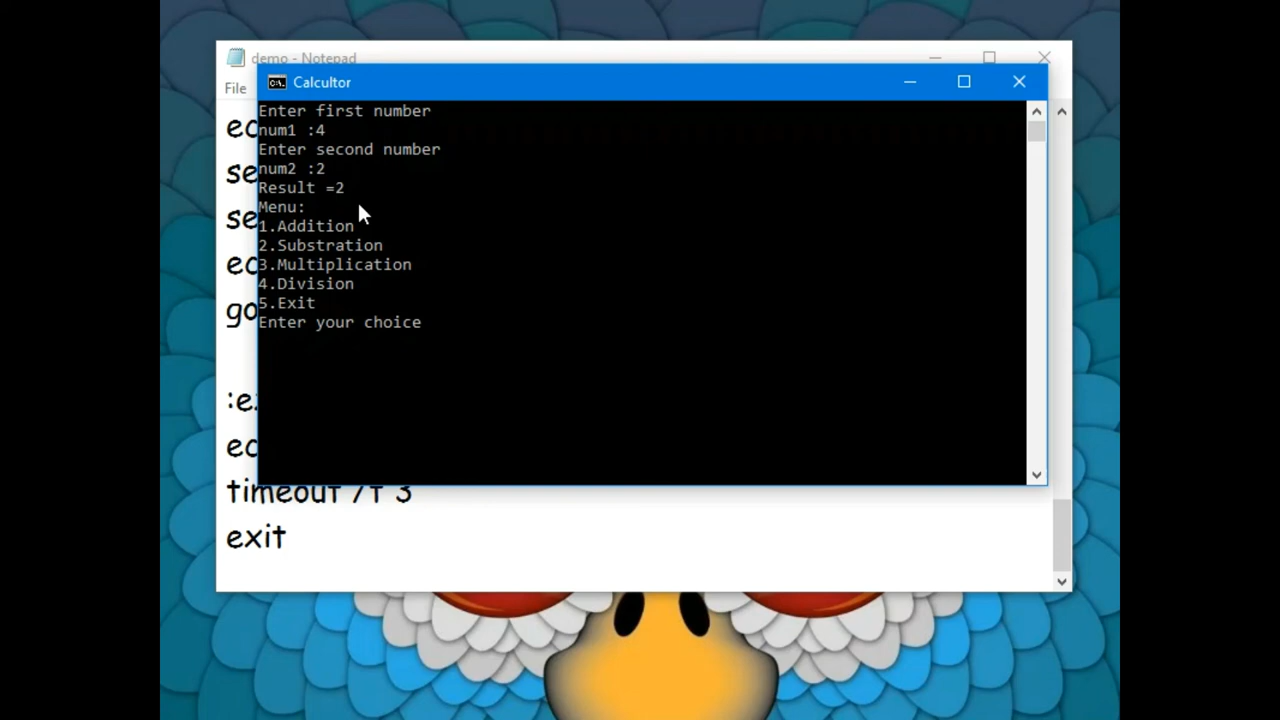 demo - Notepad
Calcultor
File
Enter first number
num1 :4
Enter second number
num2 :2
Result =2
Menu:
1.Addition
2.Substration
3.Multiplication
4.Division
5.Exit
Enter your choice
timeout /t 3
exit